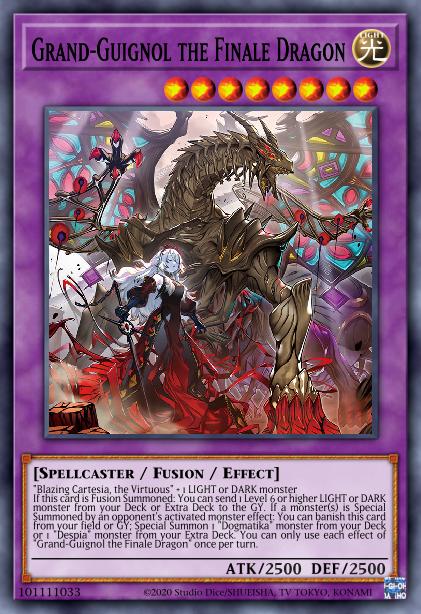 GRAND-GUIGNOL THE FINALE DRAGON
LIGHT
光
[SPELLCASTER / FUSION / EFFECT]
"Blazing Cartesia, the Virtuous" + 1 LIGHT or DARK monster
If this card is Fusion Summoned: You can send 1 Level 6 or higher LIGHT or DARK
monster from your Deck or Extra Deck to the GY. If a monster(s) is Special
Summoned by an opponent's activated monster effect: You can banish this card
from your field or GY; Special Summon 1 "Dogmatika" monster from your Deck
or 1 "Despia" monster from your Extra Deck. You can only use each effect of
"Grand-Guignol the Finale Dragon" once per turn.
ATK/2500 DEF/2500
101111033
©2020 Studio Dice/SHUEISHA, TV TOKYO, KONAMI